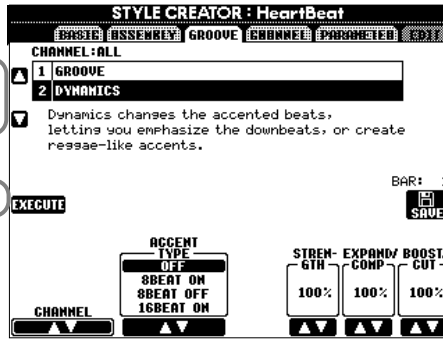 STYLE CREATOR : HeartBeat
BASIC ASSEMBLY GROOVE CHANNEL PARAMETER EDIT
CHANNEL:ALL
1 GROOVE
2 DYNAMICS
Dynamics changes the accented beats,
letting you emphasize the downbeats, or create
reggae-like accents.
BAR:
EXECUTE
SAVE
ACCENT
TYPE
OFF
8BEAT ON
8BEAT OFF
16BEAT ON
CHANNEL
STREN- EXPAND/ BOOST/
GTH COMP CUT
100% 100% 100%